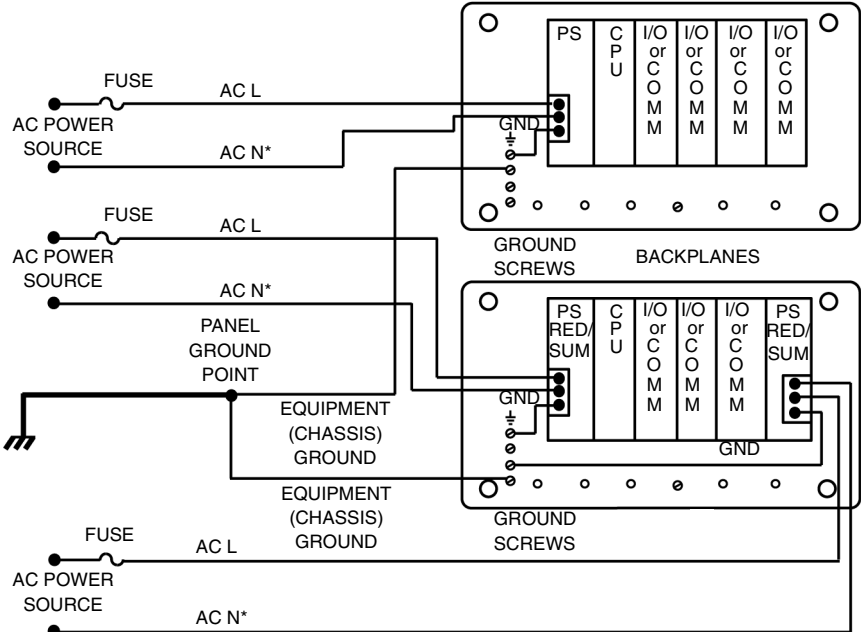 FUSE
AC L
AC POWER
SOURCE
AC N*
PS
C
P
U
I/O
or
C
O
M
M
I/O
or
C
O
M
M
I/O
or
C
O
M
M
I/O
or
C
O
M
M
GND
GROUND
SCREWS
BACKPLANES
FUSE
AC L
AC POWER
SOURCE
AC N*
PS
RED/
SUM
C
P
U
I/O
or
C
O
M
M
I/O
or
C
O
M
M
I/O
or
C
O
M
M
PS
RED/
SUM
GND
GND
PANEL
GROUND
POINT
EQUIPMENT
(CHASSIS)
GROUND
EQUIPMENT
(CHASSIS)
GROUND
GROUND
SCREWS
FUSE
AC L
AC POWER
SOURCE
AC N*